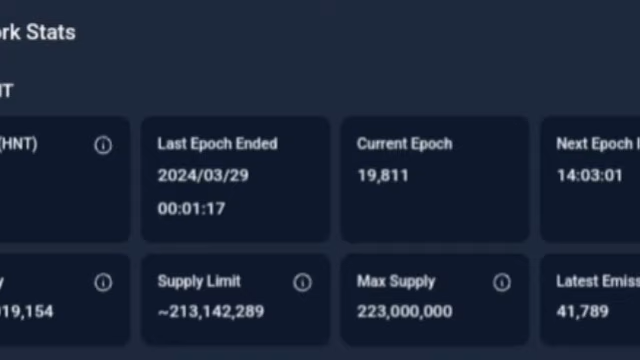 ork Stats
NT
(HNT)
Last Epoch Ended
Current Epoch
Next Epoch I
2024/03/29
19,811
14:03:01
00:01:17
y
Supply Limit
Max Supply
Latest Emiss
019,154
~213,142,289
223,000,000
41,789